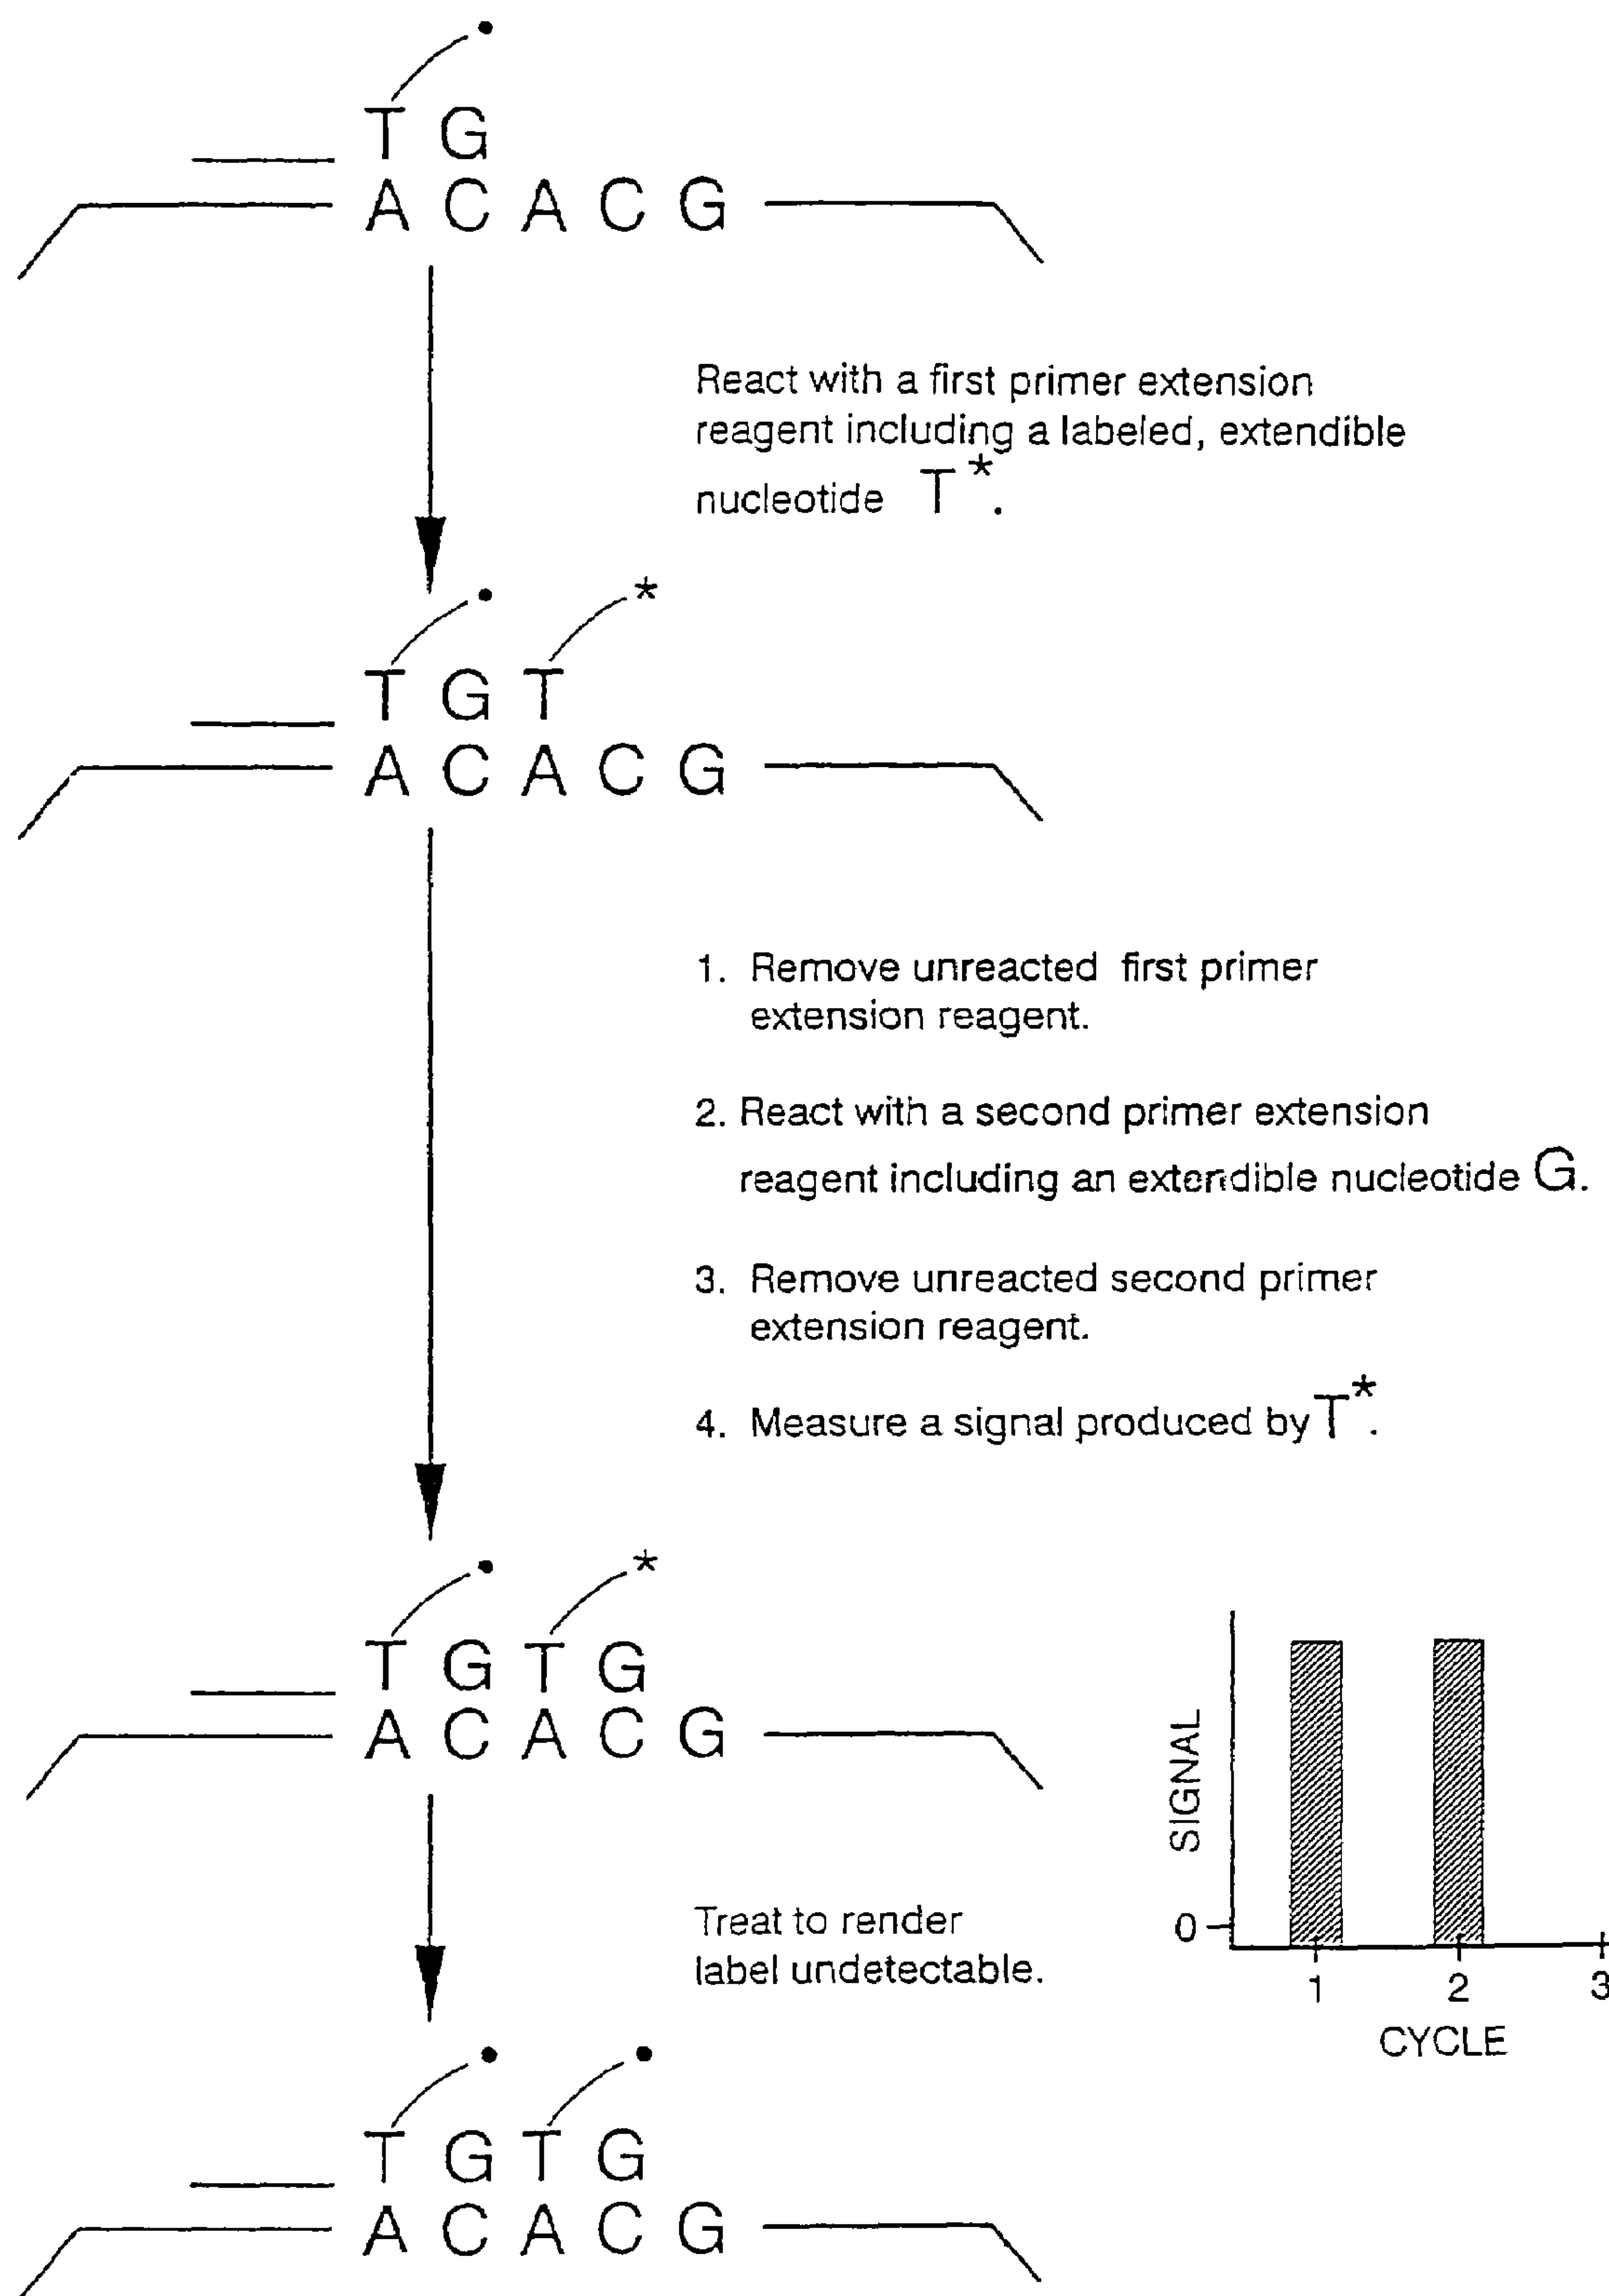 T G
A C A C G
React with a first primer extension
reagent including a labeled, extendible
nucleotide T*.
*
T G T
A C A C G
1. Remove unreacted first primer
extension reagent.
2. React with a second primer extension
reagent including an extendible nucleotide G.
3. Remove unreacted second primer
extension reagent.
4. Measure a signal produced by T*.
*
T G T G
A C A C G
SIGNAL
0
1 2 3
CYCLE
Treat to render
label undetectable.
T G T G
A C A C G